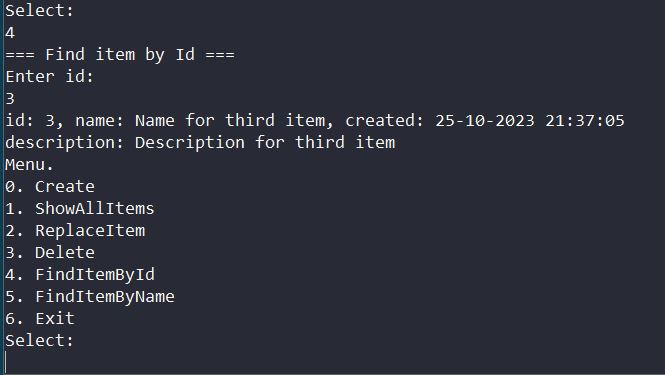 Select:
4
=== Find item by Id ===
Enter id:
3
id: 3, name: Name for third item, created: 25-10-2023 21:37:05
description: Description for third item
Menu.
0. Create
1. ShowAllItems
2. ReplaceItem
3. Delete
4. FindItemById
5. FindItemByName
6. Exit
Select: